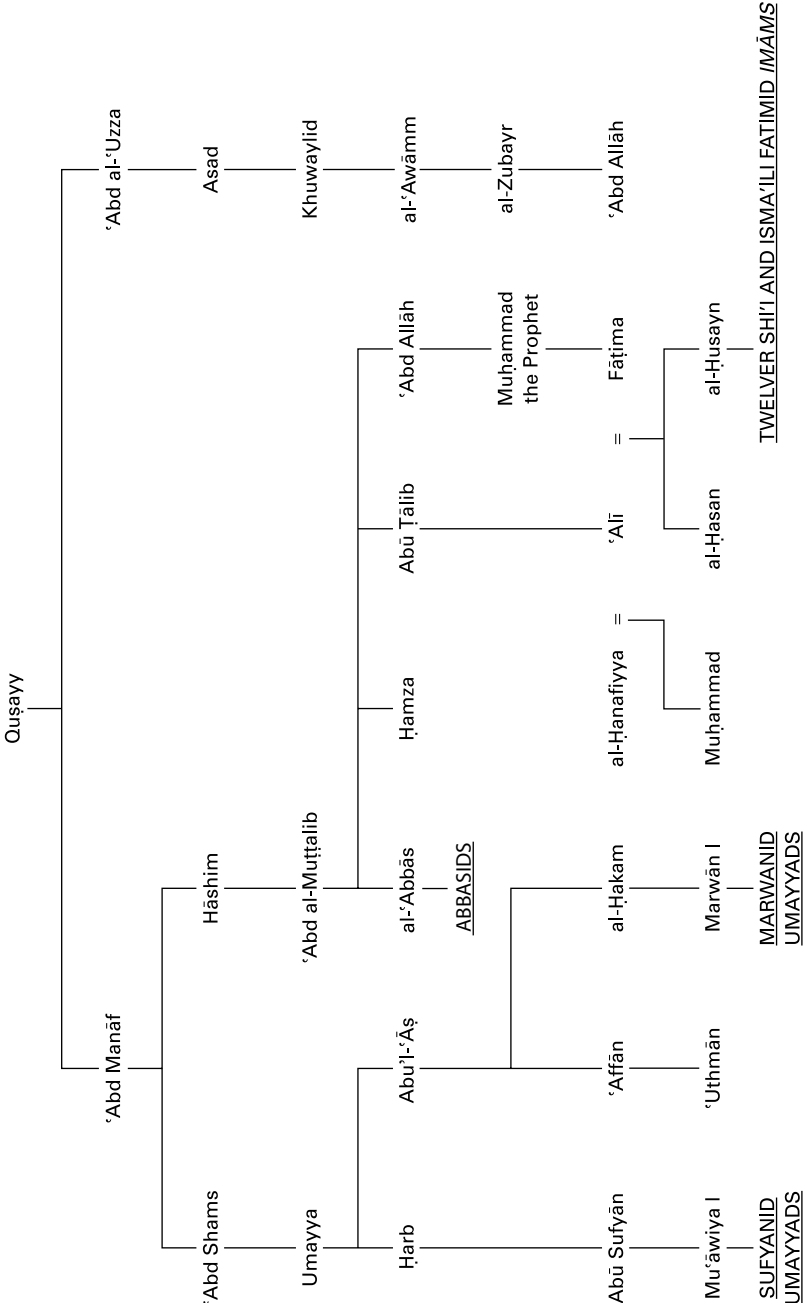 Quṣayy
ʿAbd Manāf
ʿAbd al-ʿUzza
ʿAbd Shams
Hāshim
Asad
Umayya
ʿAbd al-Muṭṭalib
Khuwaylid
Ḥarb
Abu’l-ʿĀṣ
al-ʿAbbās
Ḥamza
Abū Ṭālib
ʿAbd Allāh
al-ʿAwāmm
ABBASIDS
Muḥammad
the Prophet
al-Zubayr
Abū Sufyān
ʿAffān
al-Ḥakam
al-Ḥanafiyya
=
ʿAlī
=
Fāṭima
ʿAbd Allāh
Muʿāwiya I
ʿUthmān
Marwān I
Muḥammad
al-Ḥasan
al-Ḥusayn
SUFYANID
UMAYYADS
MARWANID
UMAYYADS
TWELVER SHI’I AND ISMA’ILI FATIMID IMĀMS